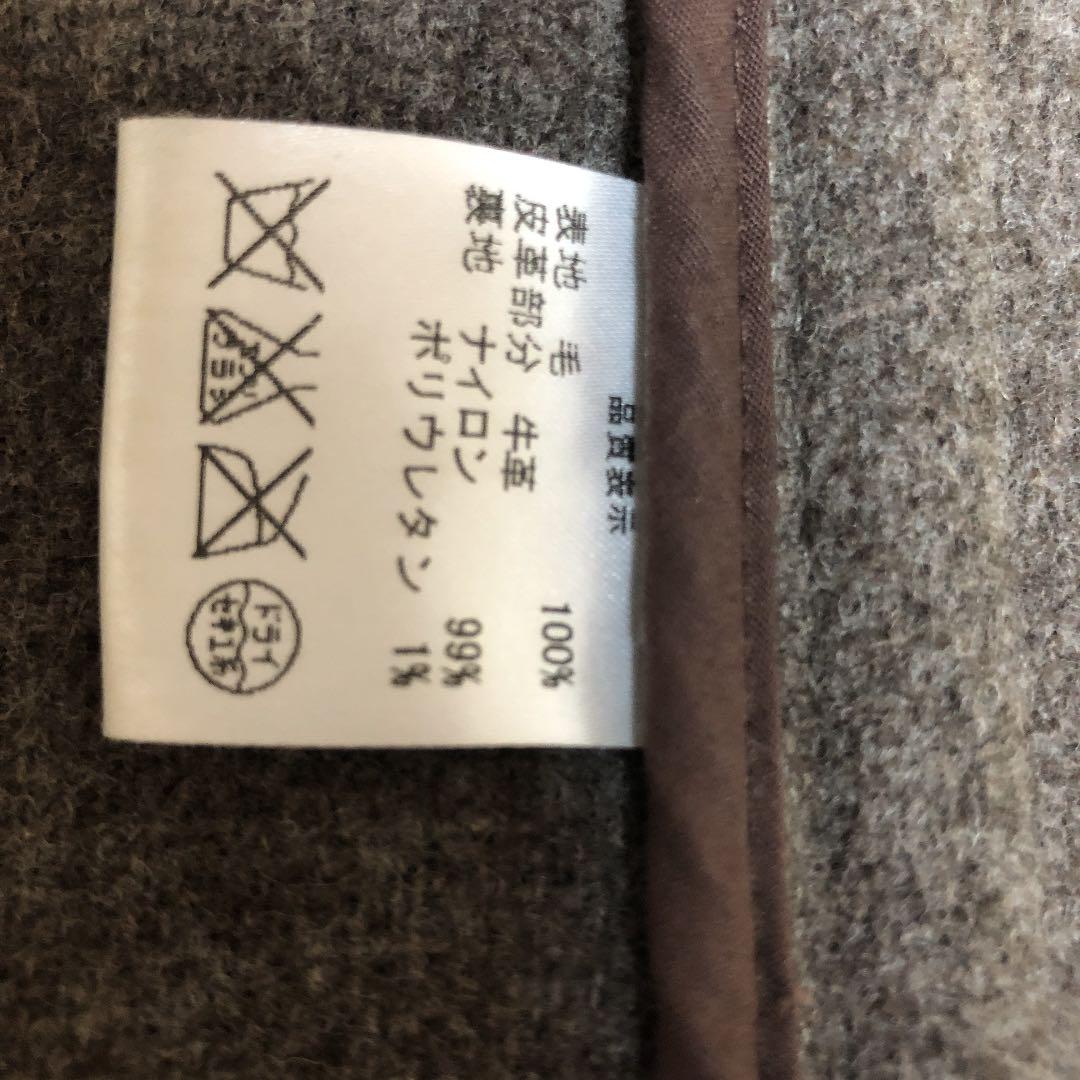 品質表示
表地 毛 100%
皮革部分 牛革
裏地 ナイロン 99%
ポリウレタン 1%
ドライ
セキユ系